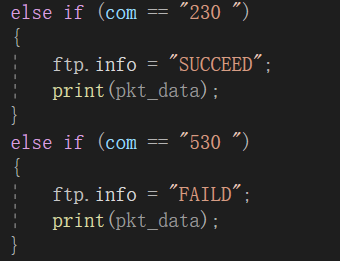 else if (com == "230 ")
{
    ftp.info = "SUCCEED";
    print(pkt_data);
}
else if (com == "530 ")
{
    ftp.info = "FAILD";
    print(pkt_data);
}